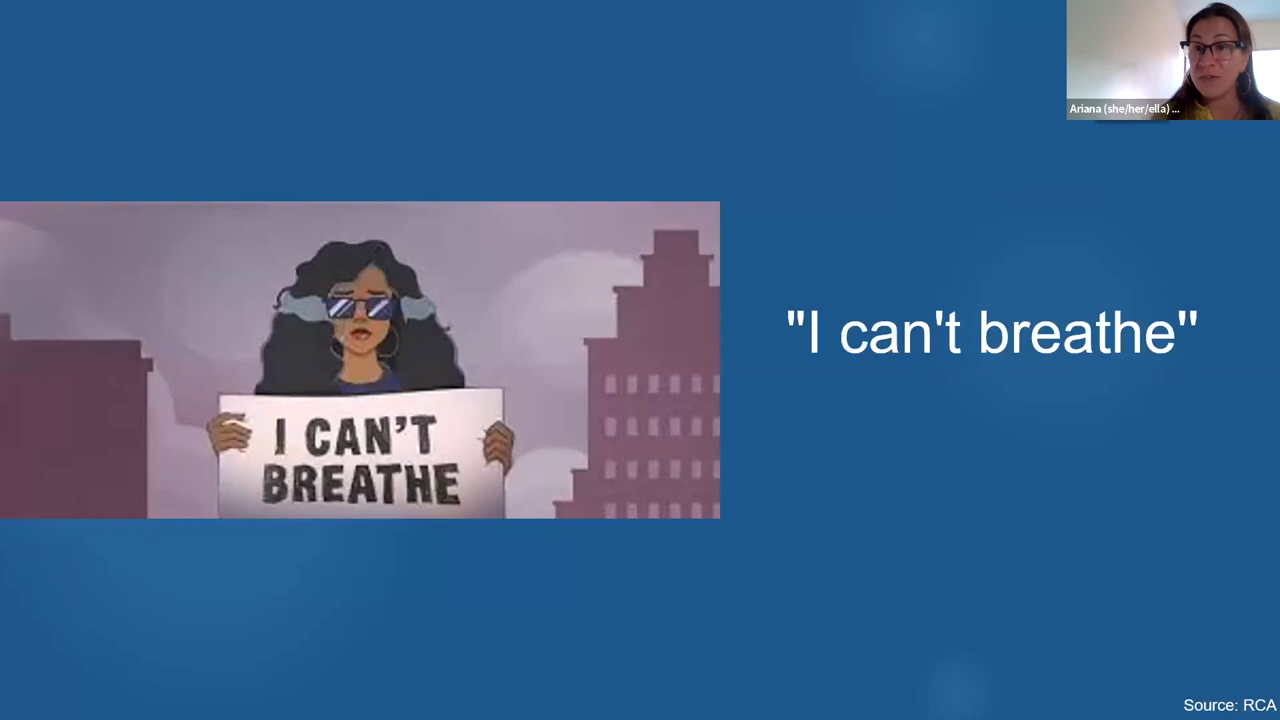 Ariana (she/her/ella) ...
I CAN'T
BREATHE
"I can't breathe"
Source: RCA